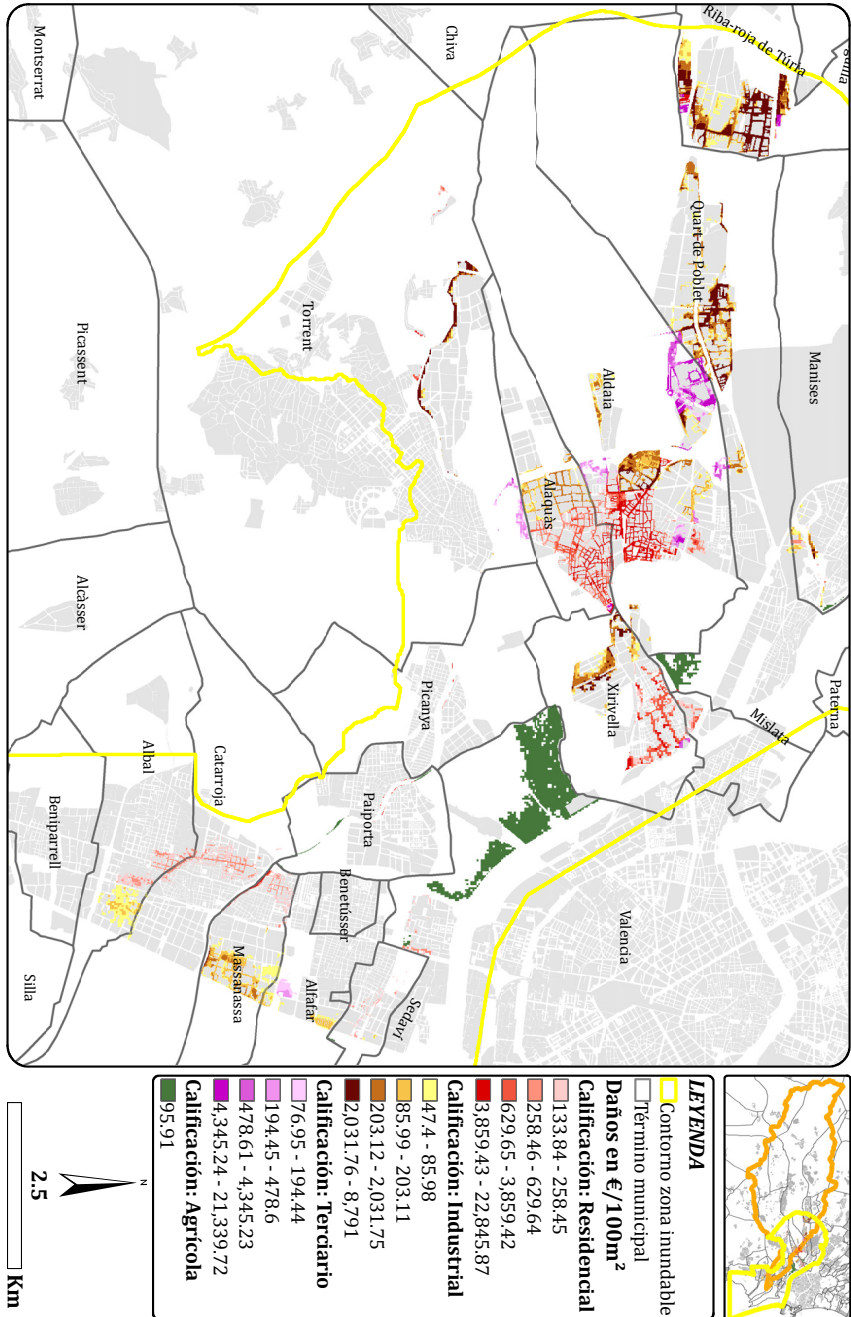 Riba-roja de Túria
Chiva
Montserrat
Manises
Quart de Poblet
Torrent
Aldaia
Picassent
Alaquàs
Alcàsser
Paterna
Mislata
Xirivella
Picanya
Catarroja
Albal
Paiporta
Beniparrell
Benetússer
Valencia
Massanassa
Alfafar
Sedaví
Silla
LEYENDA
Contorno zona inundable
Término municipal
Daños en €/100m²
Calificación: Residencial
133.84 - 258.45
258.46 - 629.64
629.65 - 3,859.42
3,859.43 - 22,845.87
Calificación: Industrial
47.4 - 85.98
85.99 - 203.11
203.12 - 2,031.75
2,031.76 - 8,791
Calificación: Terciario
76.95 - 194.44
194.45 - 478.6
478.61 - 4,345.23
4,345.24 - 21,339.72
Calificación: Agrícola
95.91
N
2.5
Km